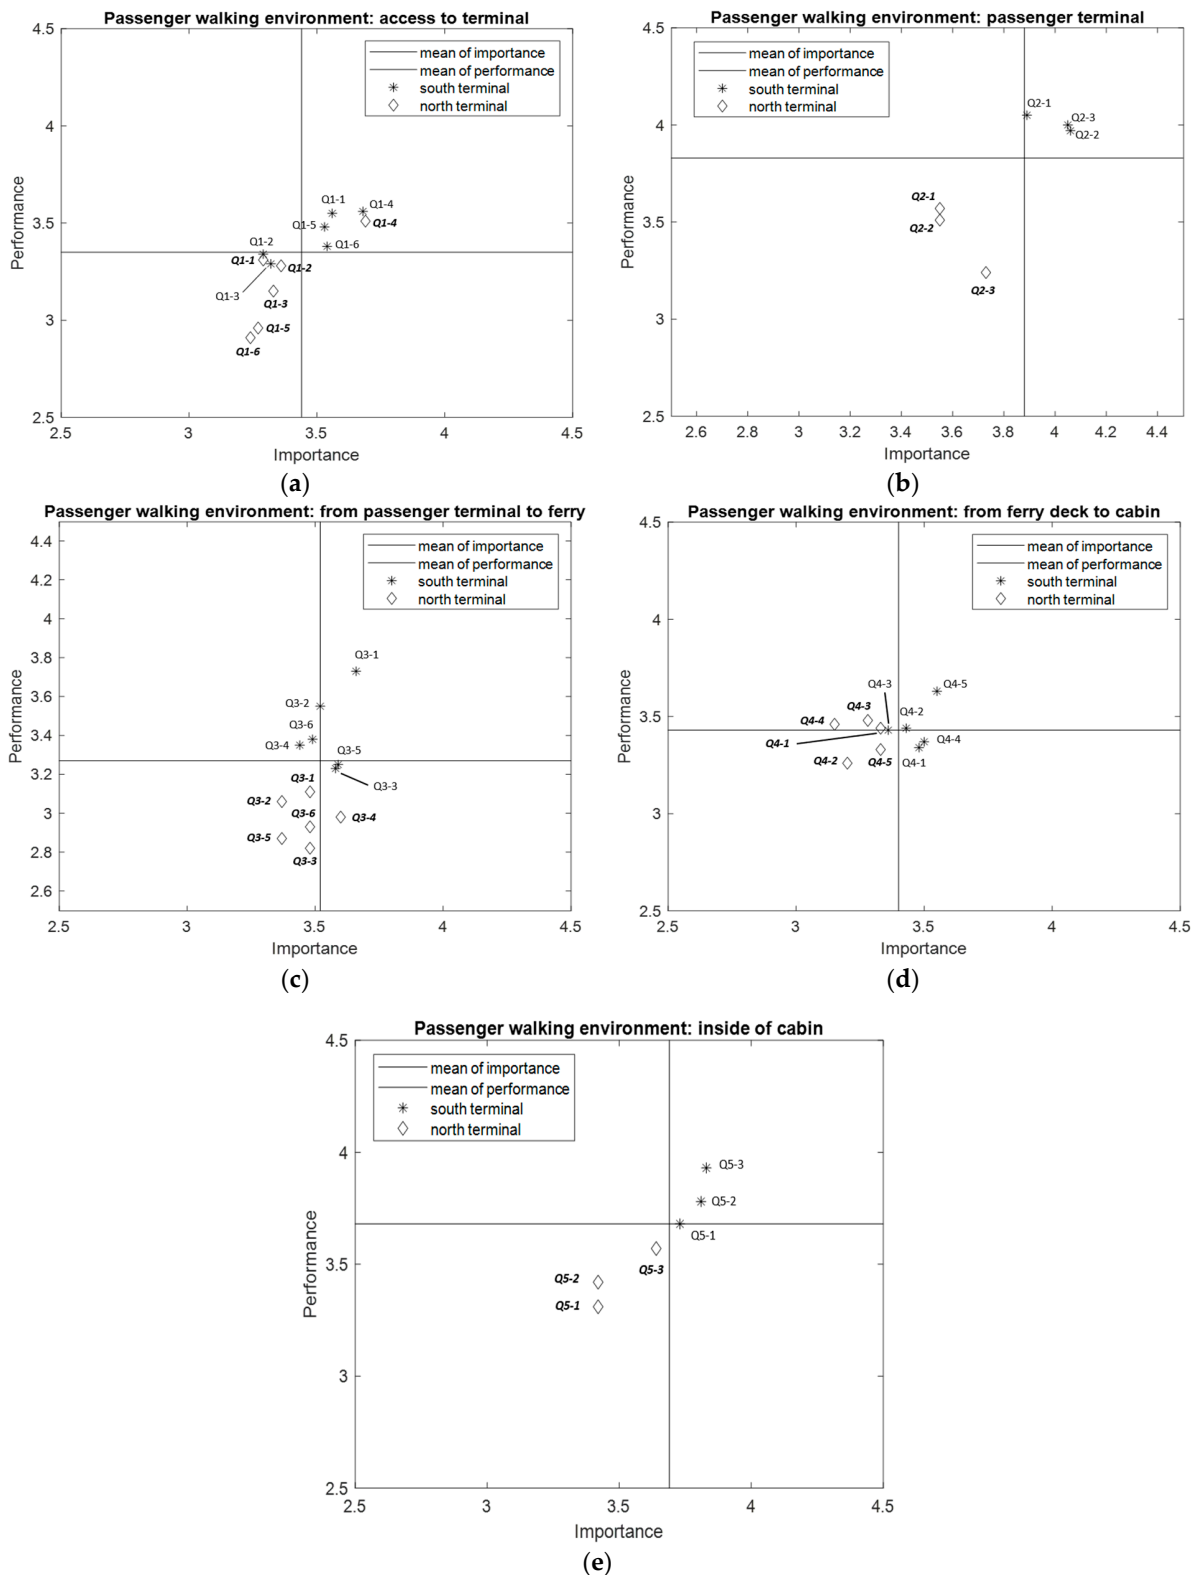 Passenger walking environment: access to terminal
4.5
4
3.5
3
2.5
Performance
mean of importance
mean of performance
south terminal
north terminal
Q1-1
Q1-4
Q1-5
Q1-4
Q1-6
Q1-2
Q1-1
Q1-2
Q1-3
Q1-3
Q1-5
Q1-6
2.5
3
3.5
4
4.5
Importance
(a)
Passenger walking environment: passenger terminal
4.5
4
3.5
3
2.5
Performance
mean of importance
mean of performance
south terminal
north terminal
Q2-1
Q2-3
Q2-2
Q2-1
Q2-2
Q2-3
2.6
3
3.2
3.6
4
4.2
4.4
2.8
3.4
3.8
Importance
(b)
Passenger walking environment: from passenger terminal to ferry
4.4
4.2
4
3.8
3.6
3.4
3.2
3
2.8
2.6
Performance
mean of importance
mean of performance
south terminal
north terminal
Q3-1
Q3-2
Q3-6
Q3-4
Q3-5
Q3-3
Q3-1
Q3-2
Q3-6
Q3-4
Q3-5
Q3-3
2.5
3
3.5
4
4.5
Importance
(c)
Passenger walking environment: from ferry deck to cabin
4.5
4
3.5
3
2.5
Performance
mean of importance
mean of performance
south terminal
north terminal
Q4-3
Q4-5
Q4-3
Q4-2
Q4-4
Q4-1
Q4-4
Q4-2
Q4-5
Q4-1
2.5
3
3.5
4
4.5
Importance
(d)
Passenger walking environment: inside of cabin
4.5
4
3.5
3
2.5
Performance
mean of importance
mean of performance
south terminal
north terminal
Q5-3
Q5-2
Q5-1
Q5-3
Q5-2
Q5-1
2.5
3
3.5
4
4.5
Importance
(e)